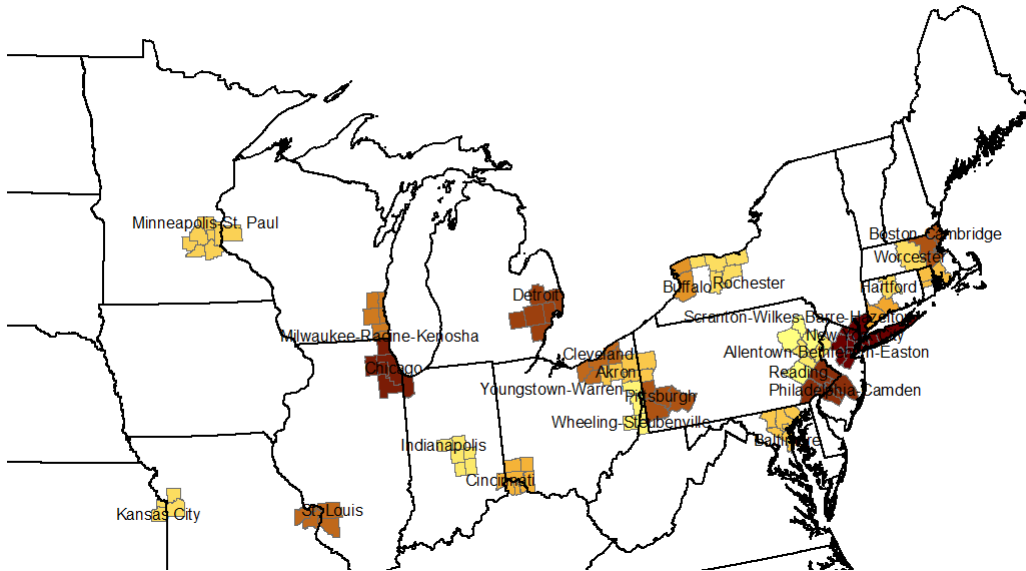 Minneapolis-St. Paul
Boston-Cambridge
Worcester
Hartford
Detroit
Buffalo
Rochester
Scranton-Wilkes-Barre-Hazelton
Milwaukee-Racine-Kenosha
Cleveland
Allentown-Bethlehem-Easton
Chicago
Akron
Reading
Youngstown-Warren
Pittsburgh
Philadelphia-Camden
Wheeling-Steubenville
Baltimore
Indianapolis
Cincinnati
Kansas City
St. Louis